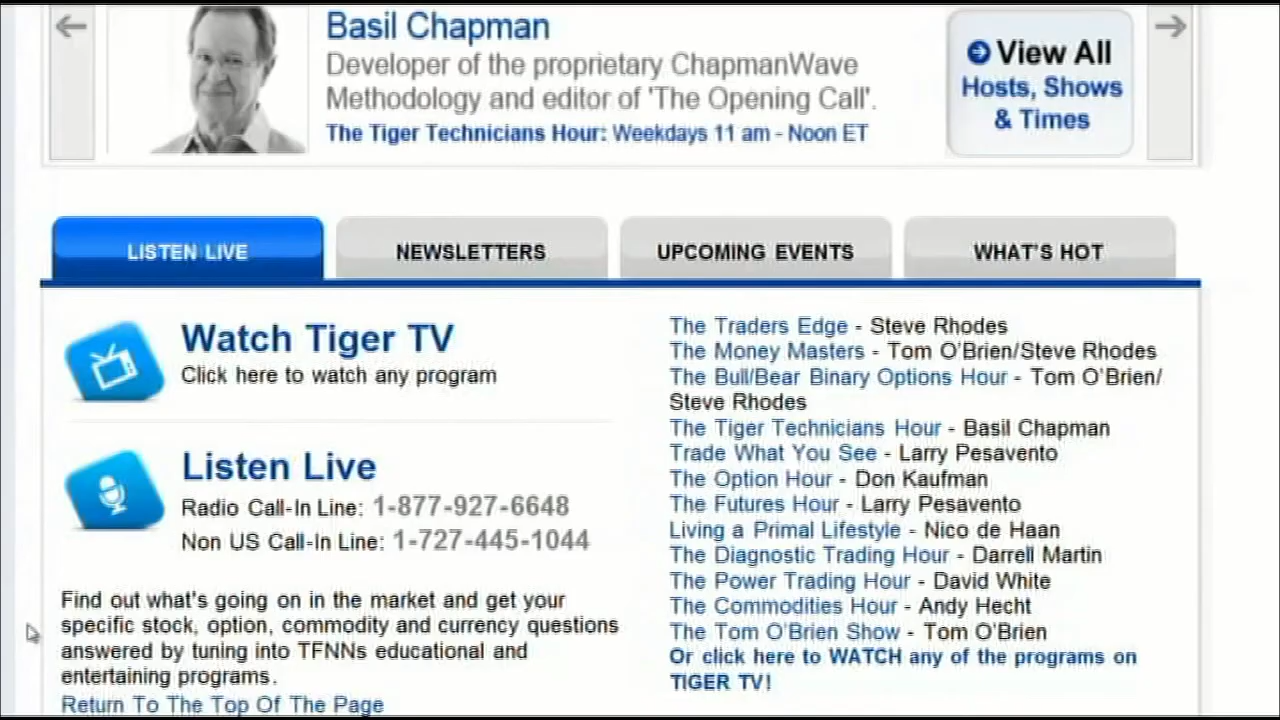 Basil Chapman
Developer of the proprietary ChapmanWave
Methodology and editor of 'The Opening Call'.
The Tiger Technicians Hour: Weekdays 11 am - Noon ET
View All
Hosts, Shows
& Times
LISTEN LIVE
NEWSLETTERS
UPCOMING EVENTS
WHAT'S HOT
Watch Tiger TV
Click here to watch any program
Listen Live
Radio Call-In Line: 1-877-927-6648
Non US Call-In Line: 1-727-445-1044
Find out what's going on in the market and get your
specific stock, option, commodity and currency questions
answered by tuning into TFNNs educational and
entertaining programs.
Return To The Top Of The Page
The Traders Edge - Steve Rhodes
The Money Masters - Tom O'Brien/Steve Rhodes
The Bull/Bear Binary Options Hour - Tom O'Brien/
Steve Rhodes
The Tiger Technicians Hour - Basil Chapman
Trade What You See - Larry Pesavento
The Option Hour - Don Kaufman
The Futures Hour - Larry Pesavento
Living a Primal Lifestyle - Nico de Haan
The Diagnostic Trading Hour - Darrell Martin
The Power Trading Hour - David White
The Commodities Hour - Andy Hecht
The Tom O'Brien Show - Tom O'Brien
Or click here to WATCH any of the programs on
TIGER TV!